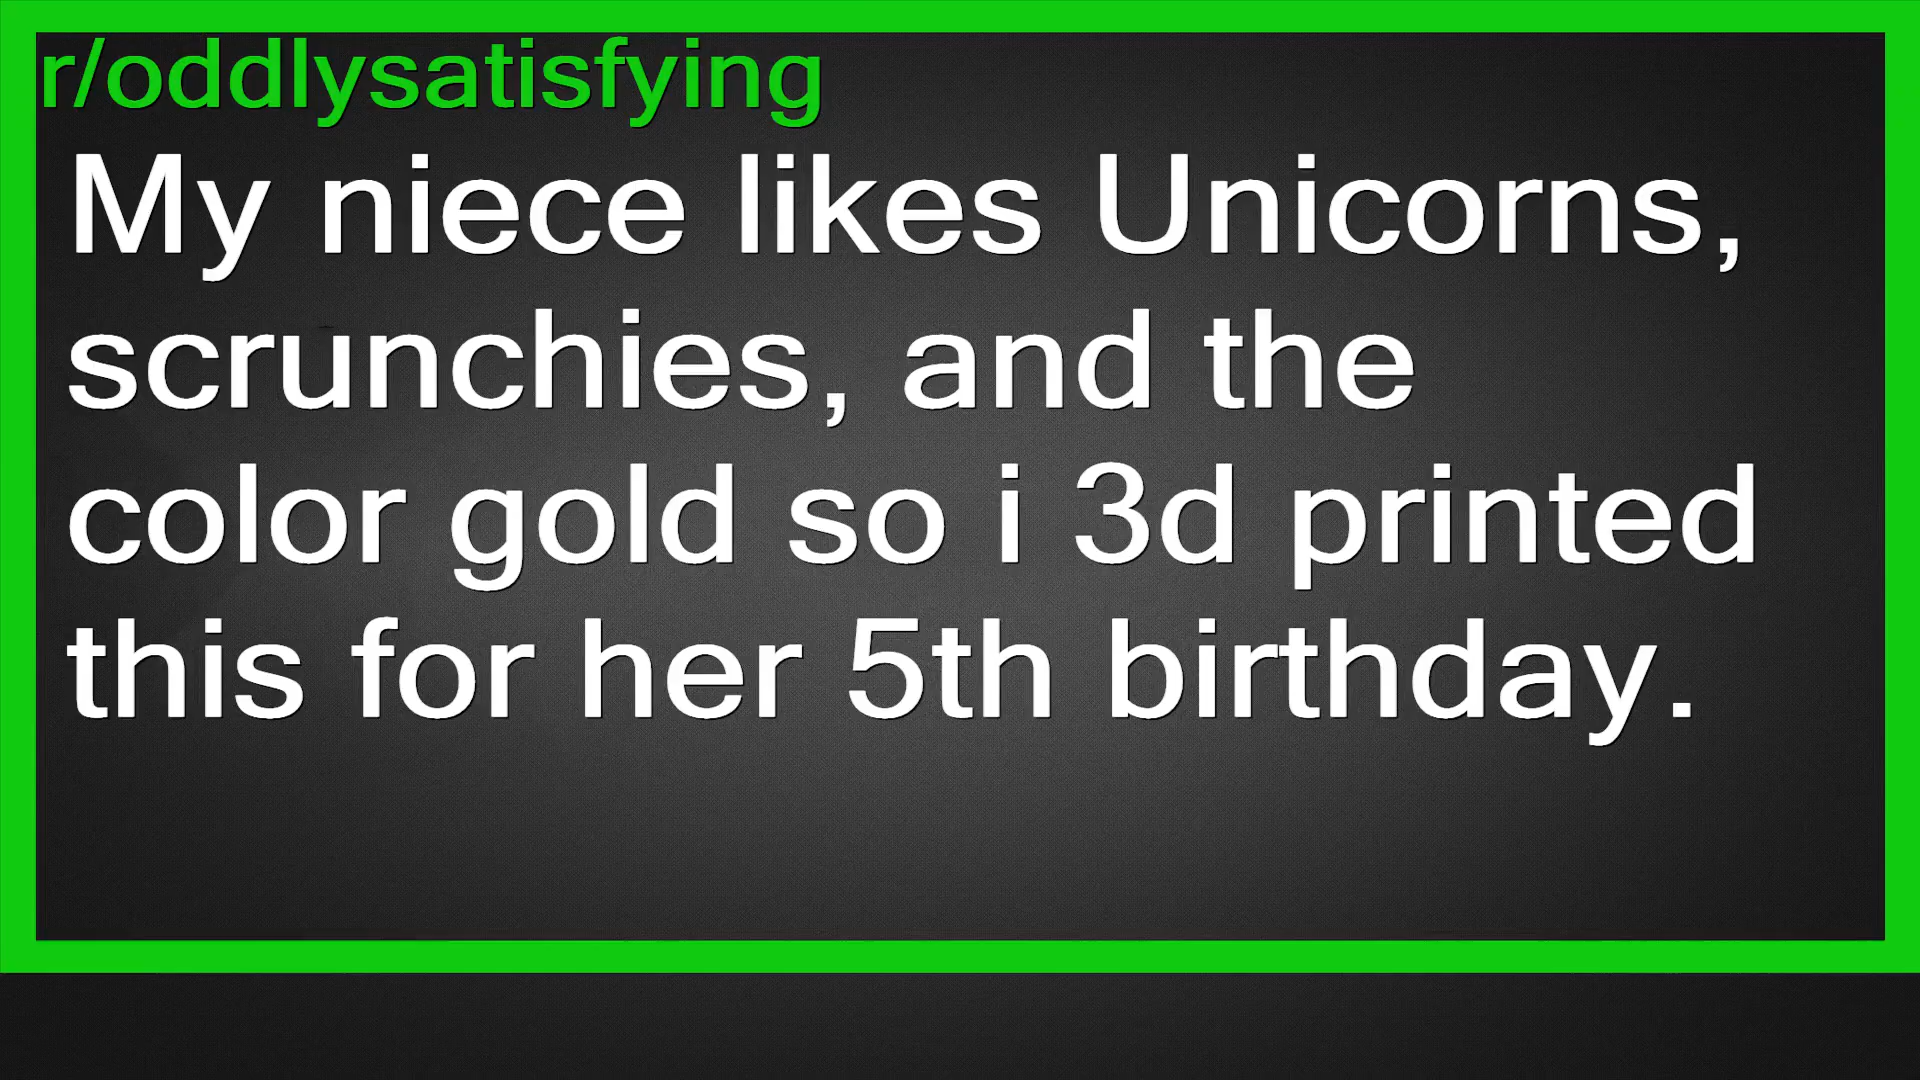 r/oddlysatisfying
My niece likes Unicorns,
scrunchies, and the
color gold so i 3d printed
this for her 5th birthday.